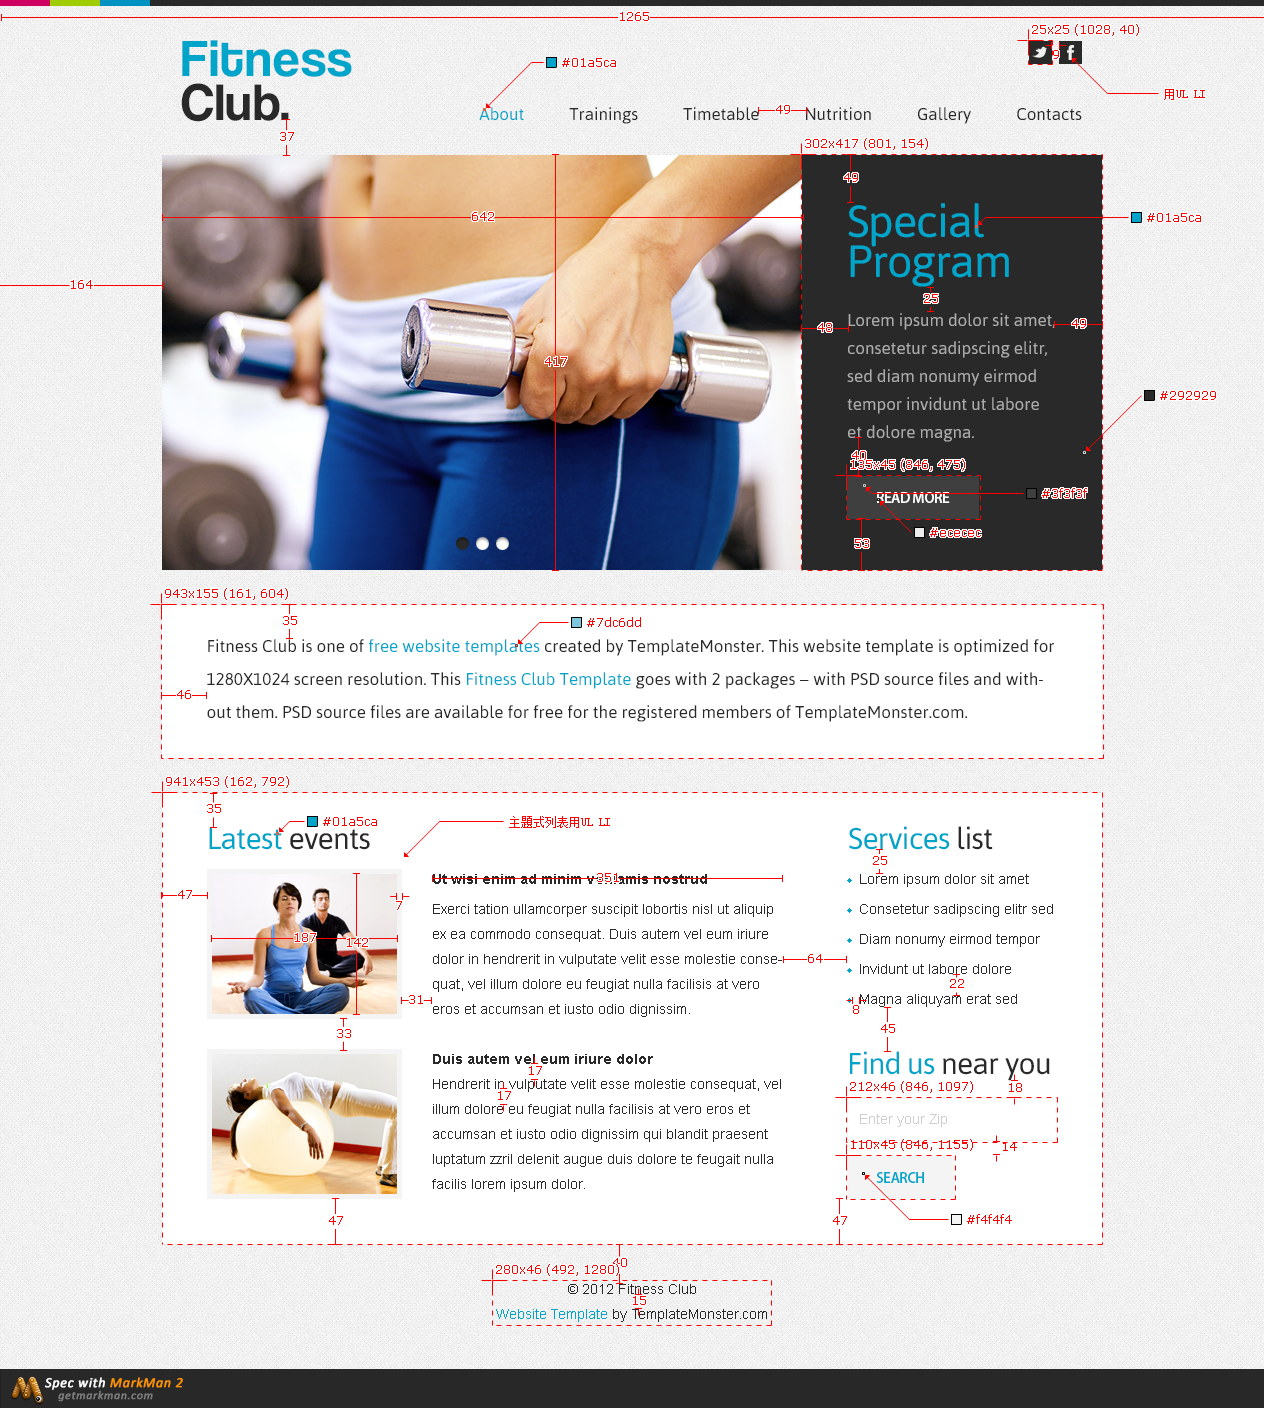 1265
25x25 (1028, 40)
Fitness
Club.
#01a5ca
9
用UL LI
About Trainings Timetable 49 Nutrition Gallery Contacts
37
302x417 (801, 154)
49
642
Special
Program
#01a5ca
164
25
48
Lorem ipsum dolor sit amet,
49
consetetur sadipscing elitr,
417
sed diam nonumy eirmod
#292929
tempor invidunt ut labore
et dolore magna.
40
135x45 (846, 475)
READ MORE
#3f3f3f
#ececec
53
943x155 (161, 604)
35
#7dc6dd
Fitness Club is one of free website templates created by TemplateMonster. This website template is optimized for
1280X1024 screen resolution. This Fitness Club Template goes with 2 packages – with PSD source files and with-
46
out them. PSD source files are available for free for the registered members of TemplateMonster.com.
941x453 (162, 792)
35
#01a5ca
主題式列表用UL LI
Latest events
47
7
187
142
31
33
Ut wisi enim ad minim veniamis nostrud
351
Exerci tation ullamcorper suscipit lobortis nisl ut aliquip
ex ea commodo consequat. Duis autem vel eum iriure
dolor in hendrerit in vulputate velit esse molestie conse-
64
quat, vel illum dolore eu feugiat nulla facilisis at vero
eros et accumsan et iusto odio dignissim.
Duis autem vel eum iriure dolor
17
Hendrerit in vulputate velit esse molestie consequat, vel
17
illum dolore eu feugiat nulla facilisis at vero eros et
accumsan et iusto odio dignissim qui blandit praesent
luptatum zzril delenit augue duis dolore te feugait nulla
facilis lorem ipsum dolor.
47
Services list
25
Lorem ipsum dolor sit amet
Consetetur sadipscing elitr sed
Diam nonumy eirmod tempor
Invidunt ut labore dolore
22
Magna aliquyam erat sed
8
45
Find us near you
212x46 (846, 1097)
18
Enter your Zip
110x45 (846, 1155)
14
SEARCH
47
#f4f4f4
40
280x46 (492, 1280)
© 2012 Fitness Club
15
Website Template by TemplateMonster.com
Spec with MarkMan 2
getmarkman.com